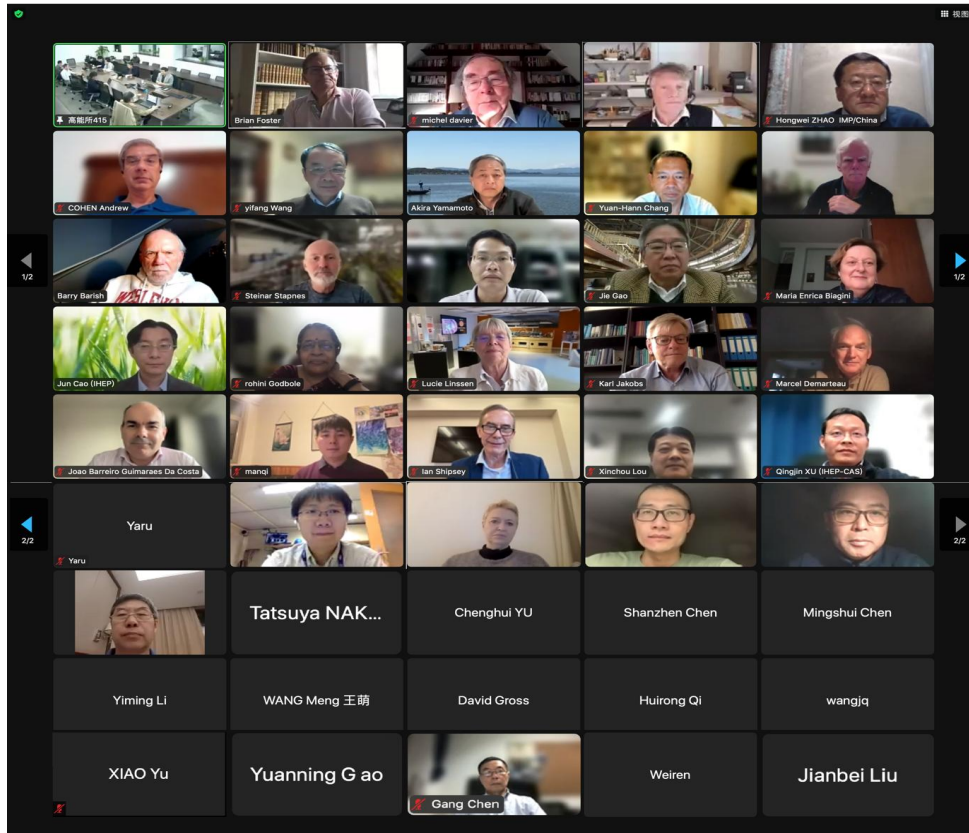 视图
高能所415
Brian Foster
michel davier
Hongwei ZHAO IMP/China
COHEN Andrew
yifang Wang
Akira Yamamoto
Yuan-Hann Chang
1/2
Barry Barish
Steinar Stapnes
Jie Gao
Maria Enrica Biagini
1/2
Jun Cao (IHEP)
rohini Godbole
Lucie Linssen
Karl Jakobs
Marcel Demarteau
Joao Barreiro Guimaraes Da Costa
manqi
Ian Shipsey
Xinchou Lou
Qingjin XU (IHEP-CAS)
2/2
Yaru
Yaru
2/2
Tatsuya NAK...
Chenghui YU
Shanzhen Chen
Mingshui Chen
Yiming Li
WANG Meng 王萌
David Gross
Huirong Qi
wangjq
XIAO Yu
Yuanning G ao
Gang Chen
Weiren
Jianbei Liu